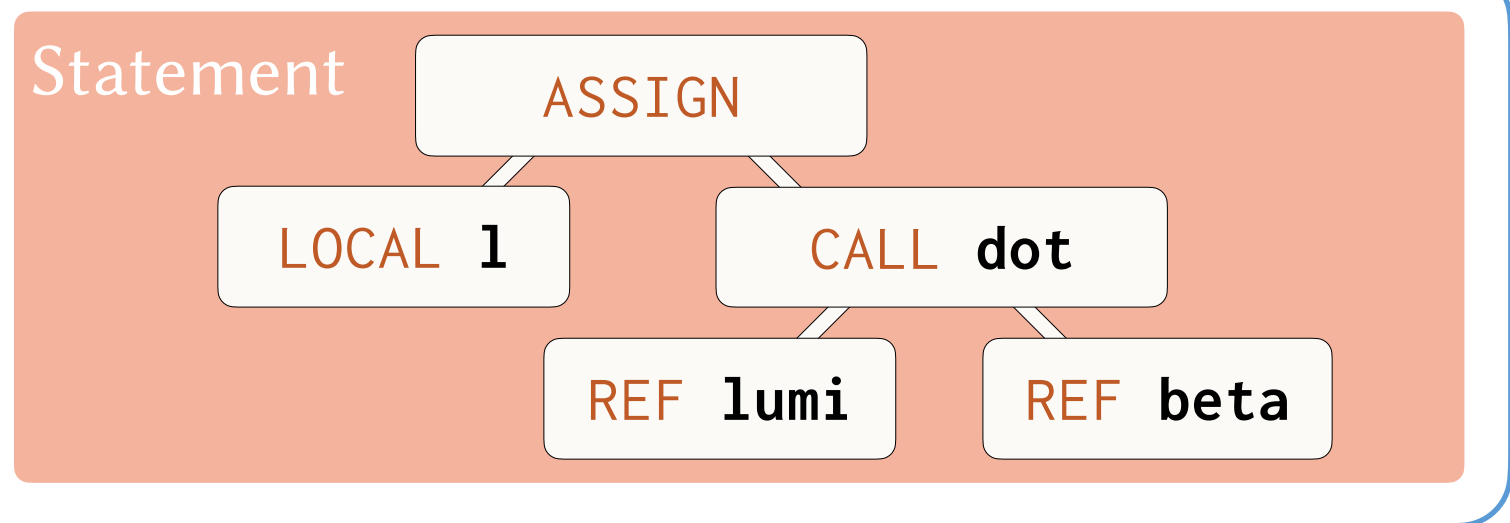 Statement
ASSIGN
LOCAL l
CALL dot
REF lumi
REF beta